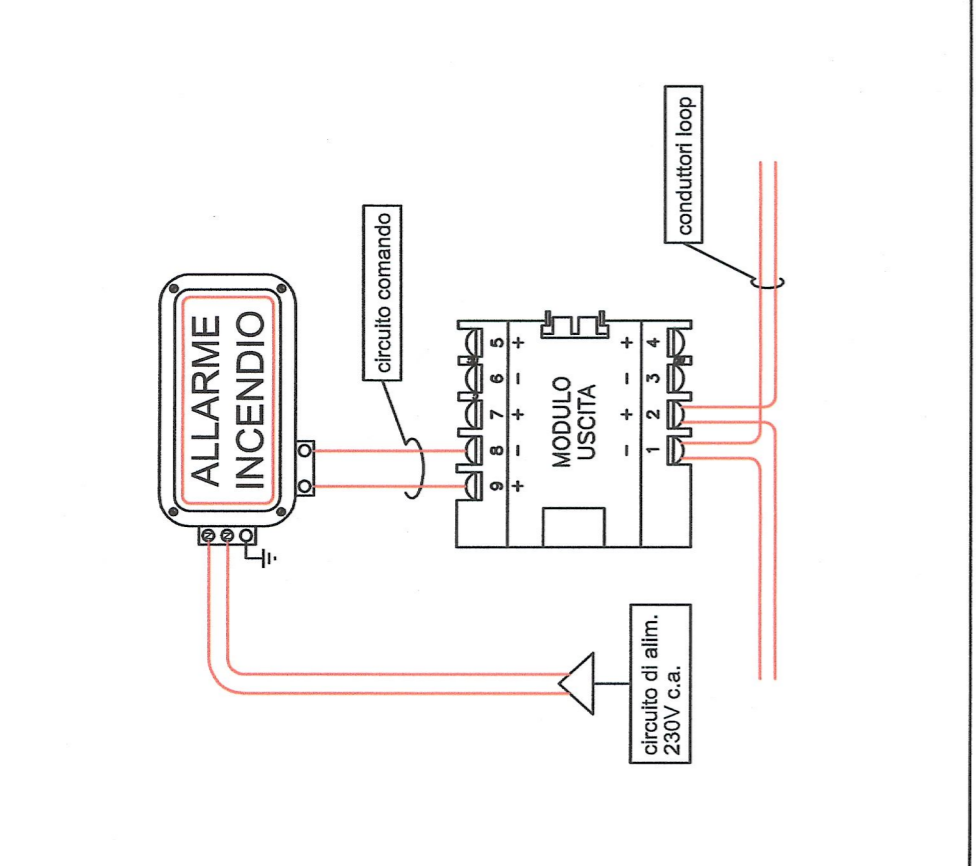 ALLARME
INCENDIO
circuito comando
conduttori loop
9 8 7 6 5
+ - + - +
MODULO
USCITA
- + - +
1 2 3 4
circuito di alim.
230V c.a.